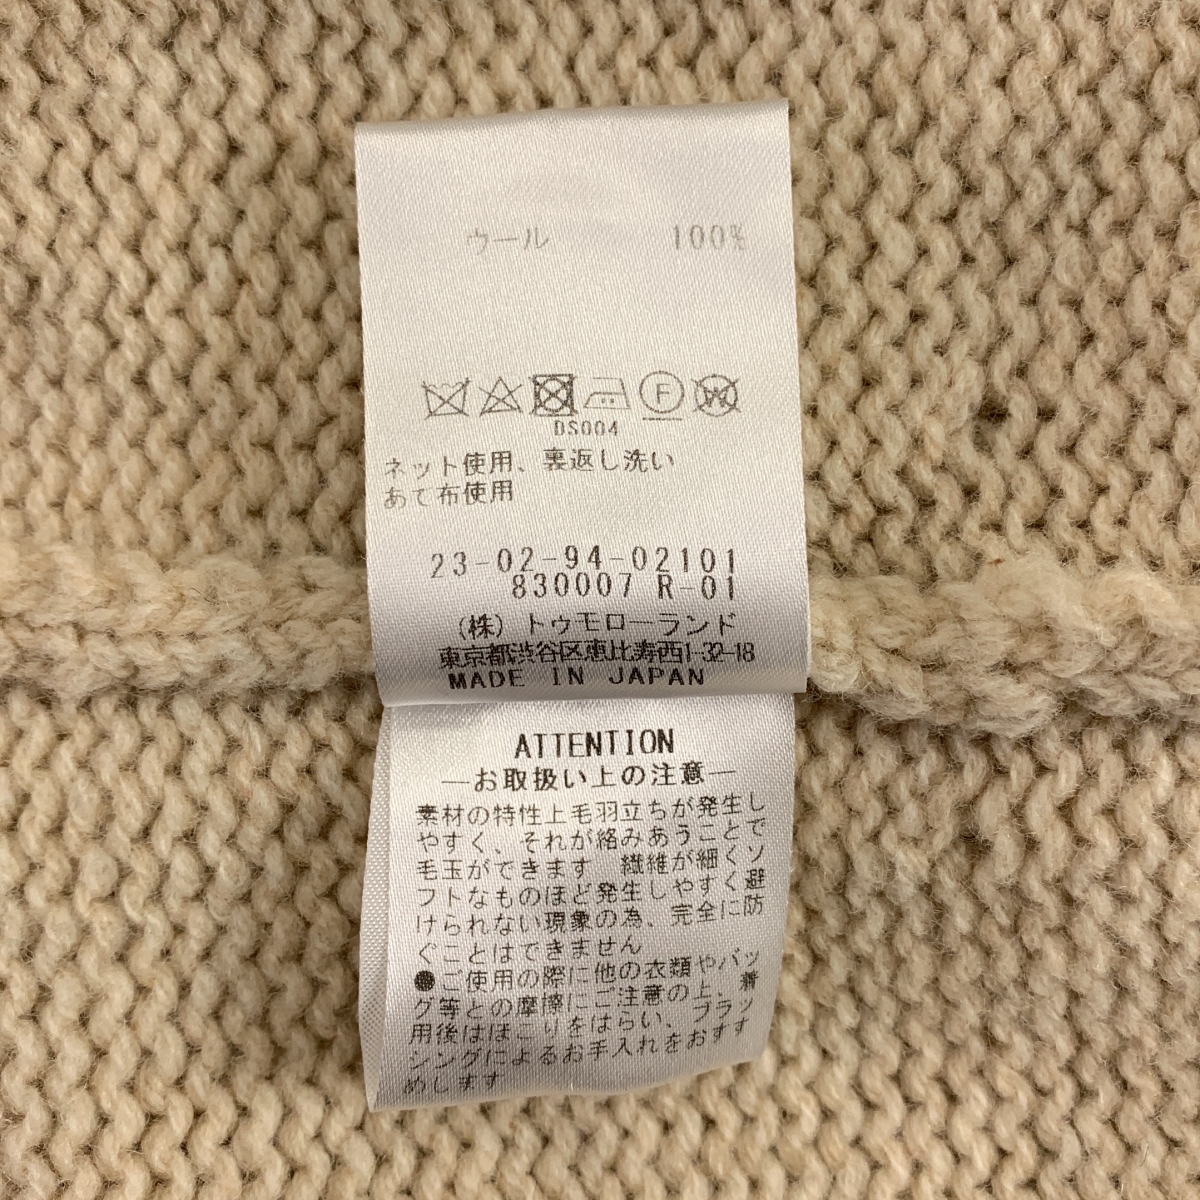 ウール 100%
F W
DS004
ネット使用、裏返し洗い
あて布使用
23-02-94-02101
830007 R-01
(株) トゥモローランド
東京都渋谷区恵比寿西1-32-18
MADE IN JAPAN
ATTENTION
―お取扱い上の注意―
素材の特性上毛羽立ちが発生し
やすく、それが絡みあうことで
毛玉ができます 繊維が細くソ
フトなものほど発生しやすく避
けられない現象の為、完全に防
ぐことはできません
●ご使用の際に他の衣類やバッ
グ等との摩擦にご注意の上、着
用後はほこりをはらい、ブラッ
シングによるお手入れをおすす
めします